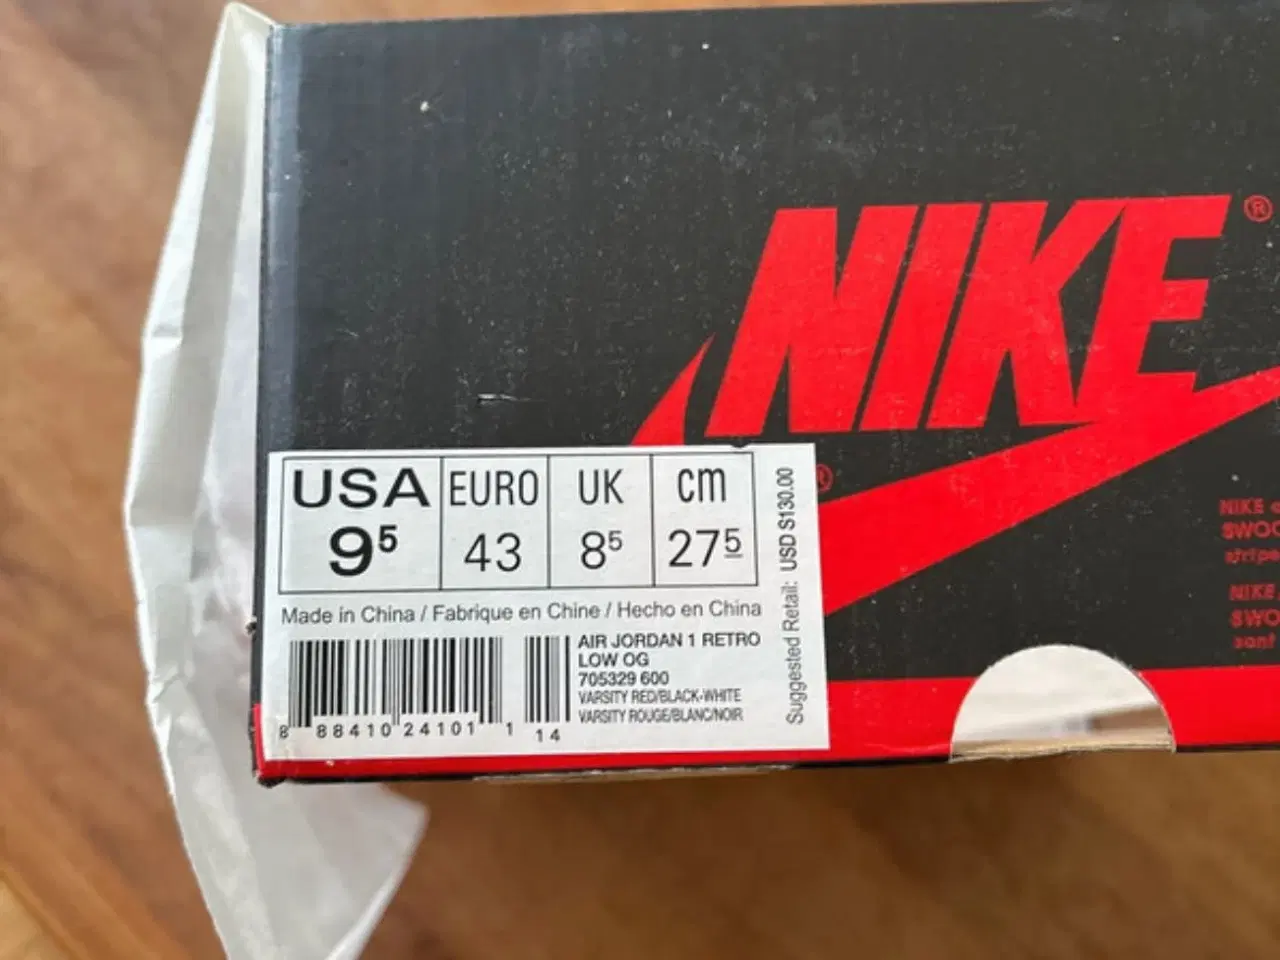 NIKE®
®
USA EURO UK cm
9⁵ 43 8⁵ 27⁵
Made in China / Fabrique en Chine / Hecho en China
AIR JORDAN 1 RETRO
LOW OG
705329 600
VARSITY RED/BLACK-WHITE
VARSITY ROUGE/BLANC/NOIR
8 88410 24101 1 14
Suggested Retail: USD $130.00
NIKE
NIKE